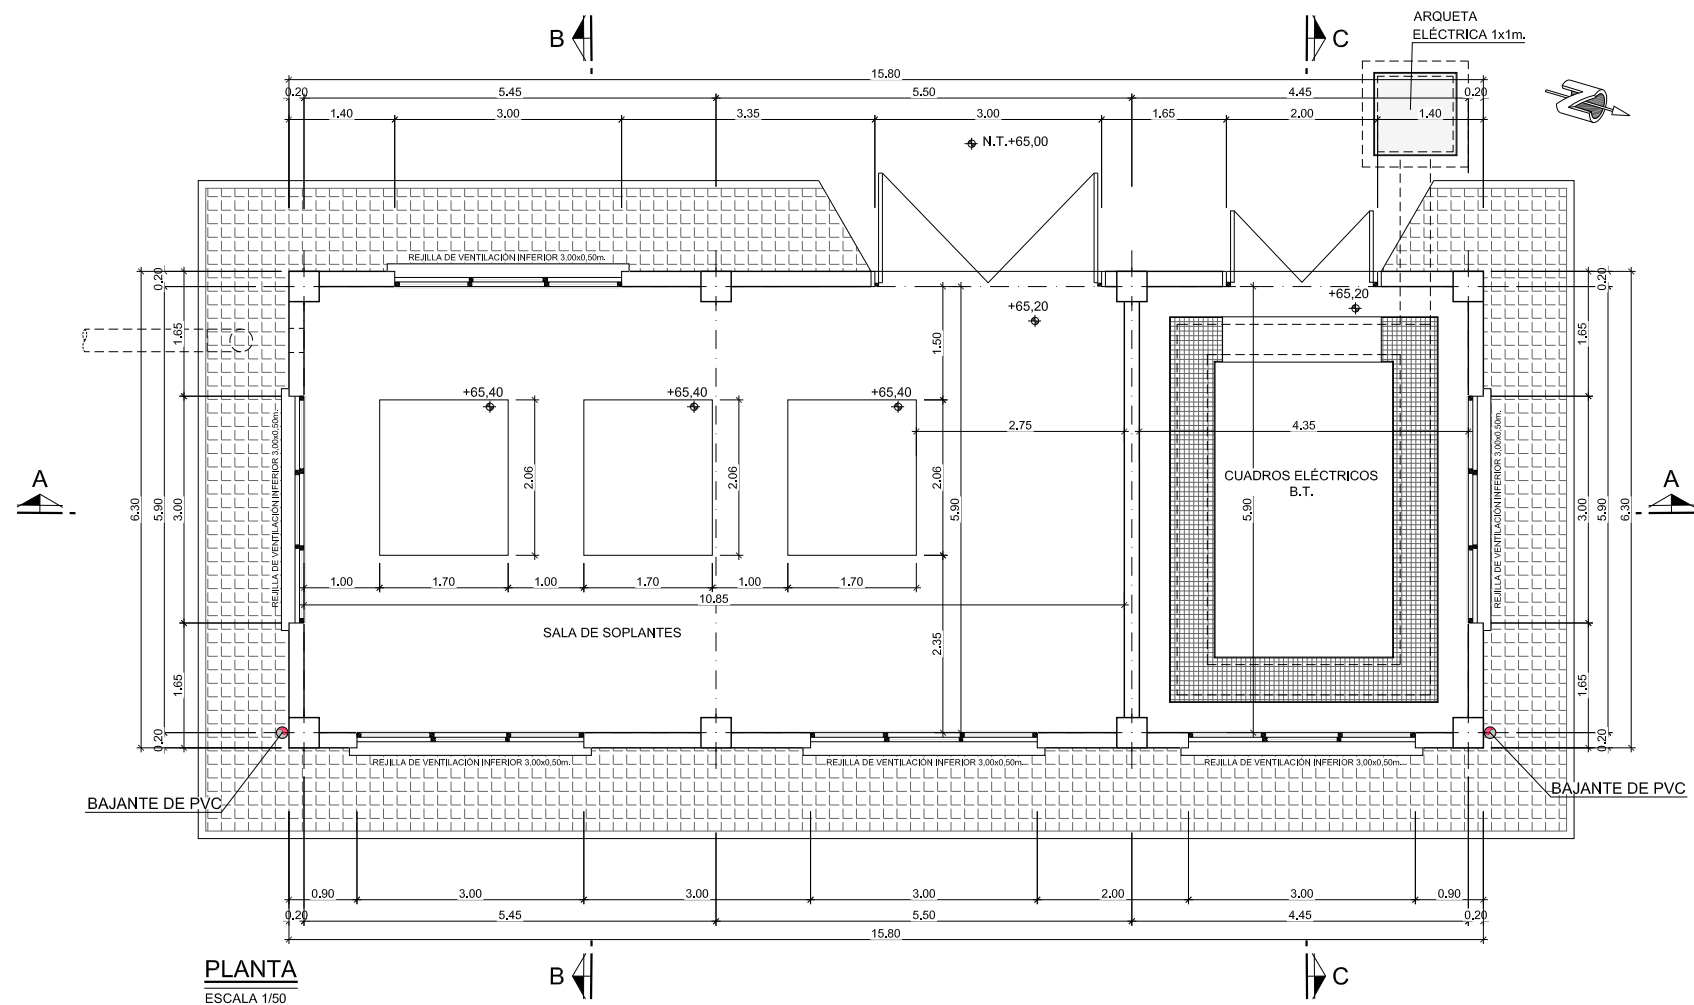 B
C
ARQUETA
ELÉCTRICA 1x1m.
N
15.80
0.20
5.45
5.50
4.45
0.20
1.40
3.00
3.35
3.00
1.65
2.00
1.40
N.T.+65,00
REJILLA DE VENTILACIÓN INFERIOR 3,00x0,50m.
0.20
0.20
+65,20
+65,20
1.65
1.50
1.65
+65,40
+65,40
+65,40
2.75
4.35
A
6.30
5.90
3.00
REJILLA DE VENTILACIÓN INFERIOR 3,00x0,50m.
2.06
2.06
2.06
5.90
5.90
CUADROS ELÉCTRICOS
B.T.
REJILLA DE VENTILACIÓN INFERIOR 3,00x0,50m.
3.00
5.90
6.30
A
1.00
1.70
1.00
1.70
1.00
1.70
10.85
SALA DE SOPLANTES
2.35
1.65
1.65
0.20
0.20
REJILLA DE VENTILACIÓN INFERIOR 3,00x0,50m.
REJILLA DE VENTILACIÓN INFERIOR 3,00x0,50m.
REJILLA DE VENTILACIÓN INFERIOR 3,00x0,50m.
BAJANTE DE PVC
BAJANTE DE PVC
0.90
3.00
3.00
3.00
2.00
3.00
0.90
0.20
5.45
5.50
4.45
0.20
15.80
PLANTA
ESCALA 1/50
B
C